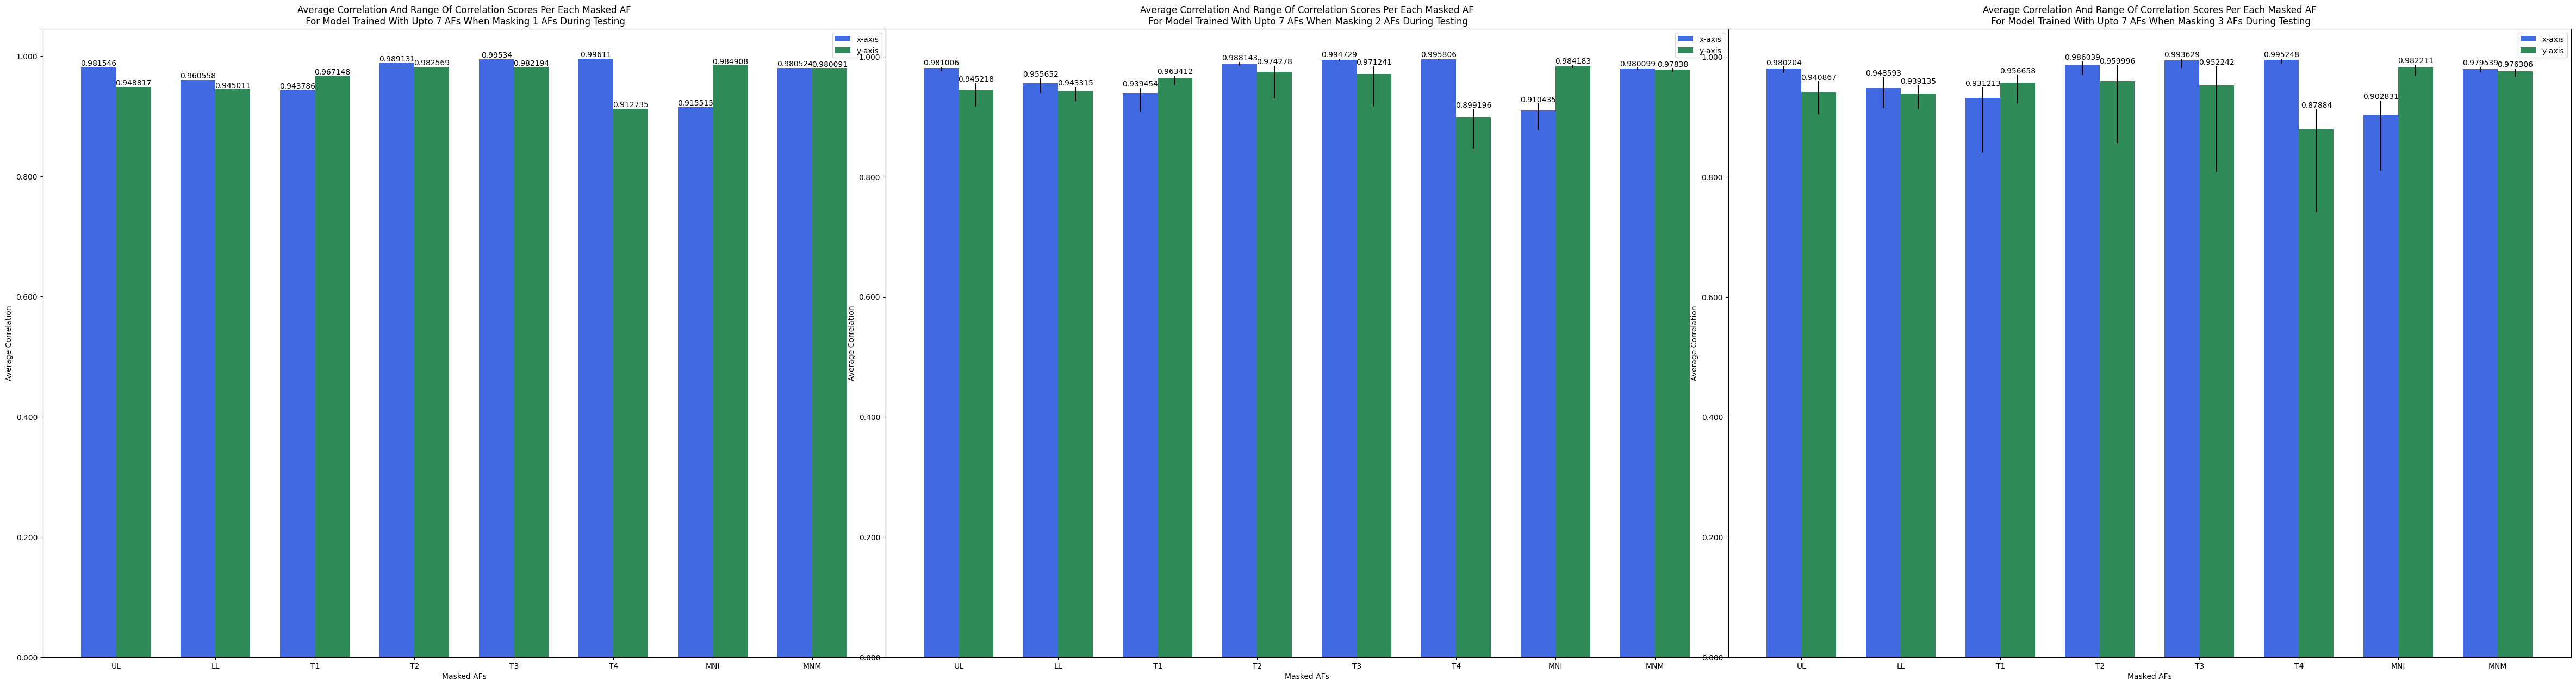 Average Correlation And Range Of Correlation Scores Per Each Masked AF
For Model Trained With Upto 7 AFs When Masking 1 AFs During Testing
x-axis
y-axis
1.000
0.800
0.600
0.400
0.200
0.000
Average Correlation
0.981546
0.948817
0.960558
0.945011
0.943786
0.967148
0.989131
0.982569
0.99534
0.982194
0.99611
0.912735
0.915515
0.984908
0.980524
0.980091
UL
LL
T1
T2
T3
T4
MNI
MNM
Masked AFs
Average Correlation And Range Of Correlation Scores Per Each Masked AF
For Model Trained With Upto 7 AFs When Masking 2 AFs During Testing
x-axis
y-axis
1.000
0.800
0.600
0.400
0.200
0.000
Average Correlation
0.981006
0.945218
0.955652
0.943315
0.939454
0.963412
0.988143
0.974278
0.994729
0.971241
0.995806
0.899196
0.910435
0.984183
0.980099
0.97838
UL
LL
T1
T2
T3
T4
MNI
MNM
Masked AFs
Average Correlation And Range Of Correlation Scores Per Each Masked AF
For Model Trained With Upto 7 AFs When Masking 3 AFs During Testing
x-axis
y-axis
1.000
0.800
0.600
0.400
0.200
0.000
Average Correlation
0.980204
0.940867
0.948593
0.939135
0.931213
0.956658
0.986039
0.959996
0.993629
0.952242
0.995248
0.87884
0.902831
0.982211
0.979539
0.976306
UL
LL
T1
T2
T3
T4
MNI
MNM
Masked AFs